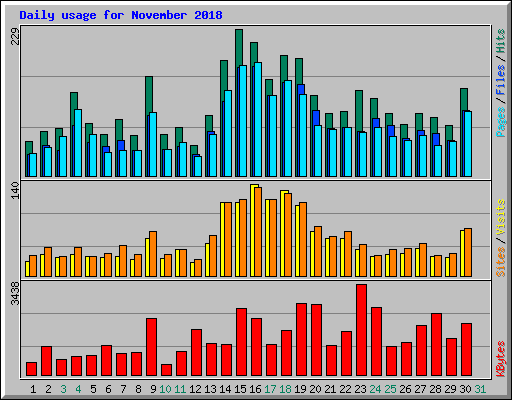 Daily usage for November 2018
229
Pages / Files / Hits
140
Sites / Visits
3438
KBytes
1 2 3 4 5 6 7 8 9 10 11 12 13 14 15 16 17 18 19 20 21 22 23 24 25 26 27 28 29 30 31